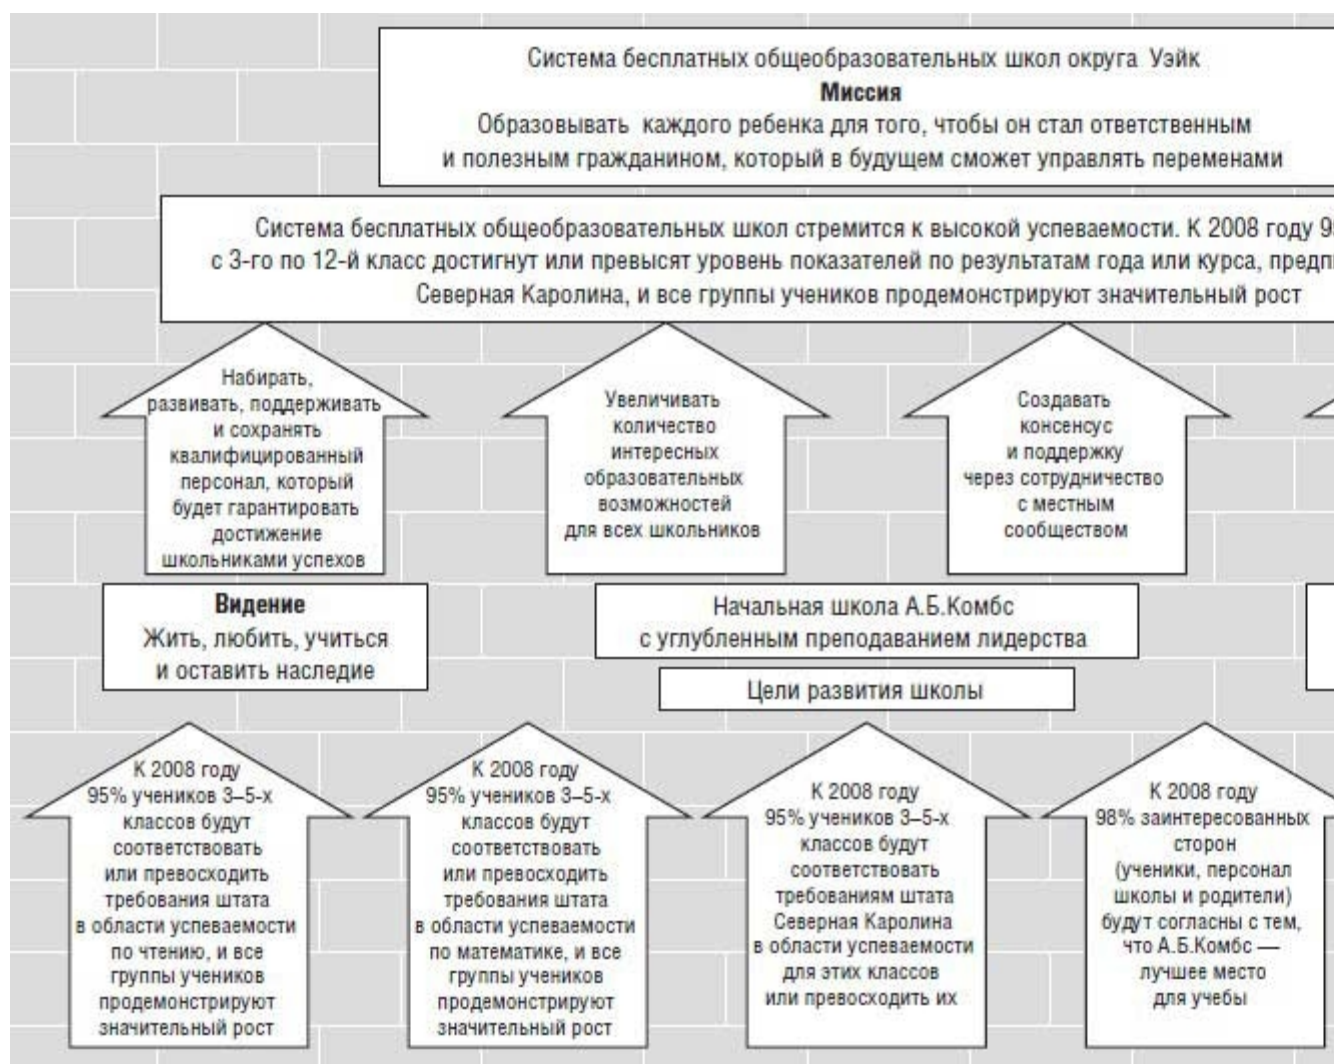 Система бесплатных общеобразовательных школ округа Уэйк
Миссия
Образовывать каждого ребенка для того, чтобы он стал ответственным
и полезным гражданином, который в будущем сможет управлять переменами
Система бесплатных общеобразовательных школ стремится к высокой успеваемости. К 2008 году
с 3-го по 12-й класс достигнут или превысят уровень показателей по результатам года или курса,
Северная Каролина, и все группы учеников продемонстрируют значительный рост
Набирать,
развивать, поддерживать
и сохранять
квалифицированный
персонал, который
будет гарантировать
достижение
школьниками успехов
Увеличивать
количество
интересных
образовательных
возможностей
для всех школьников
Создавать
консенсус
и поддержку
через сотрудничество
с местным
сообществом
Видение
Жить, любить, учиться
и оставить наследие
Начальная школа А.Б.Комбс
с углубленным преподаванием лидерства
Цели развития школы
К 2008 году
95% учеников 3–5-х
классов будут
соответствовать
или превосходить
требования штата
в области успеваемости
по чтению, и все
группы учеников
продемонстрируют
значительный рост
К 2008 году
95% учеников 3–5-х
классов будут
соответствовать
или превосходить
требования штата
в области успеваемости
по математике, и все
группы учеников
продемонстрируют
значительный рост
К 2008 году
95% учеников 3–5-х
классов будут
соответствовать
требованиям штата
Северная Каролина
в области успеваемости
для этих классов
или превосходить их
К 2008 году
98% заинтересованных
сторон
(ученики, персонал
школы и родители)
будут согласны с тем,
что А.Б.Комбс —
лучшее место
для учебы